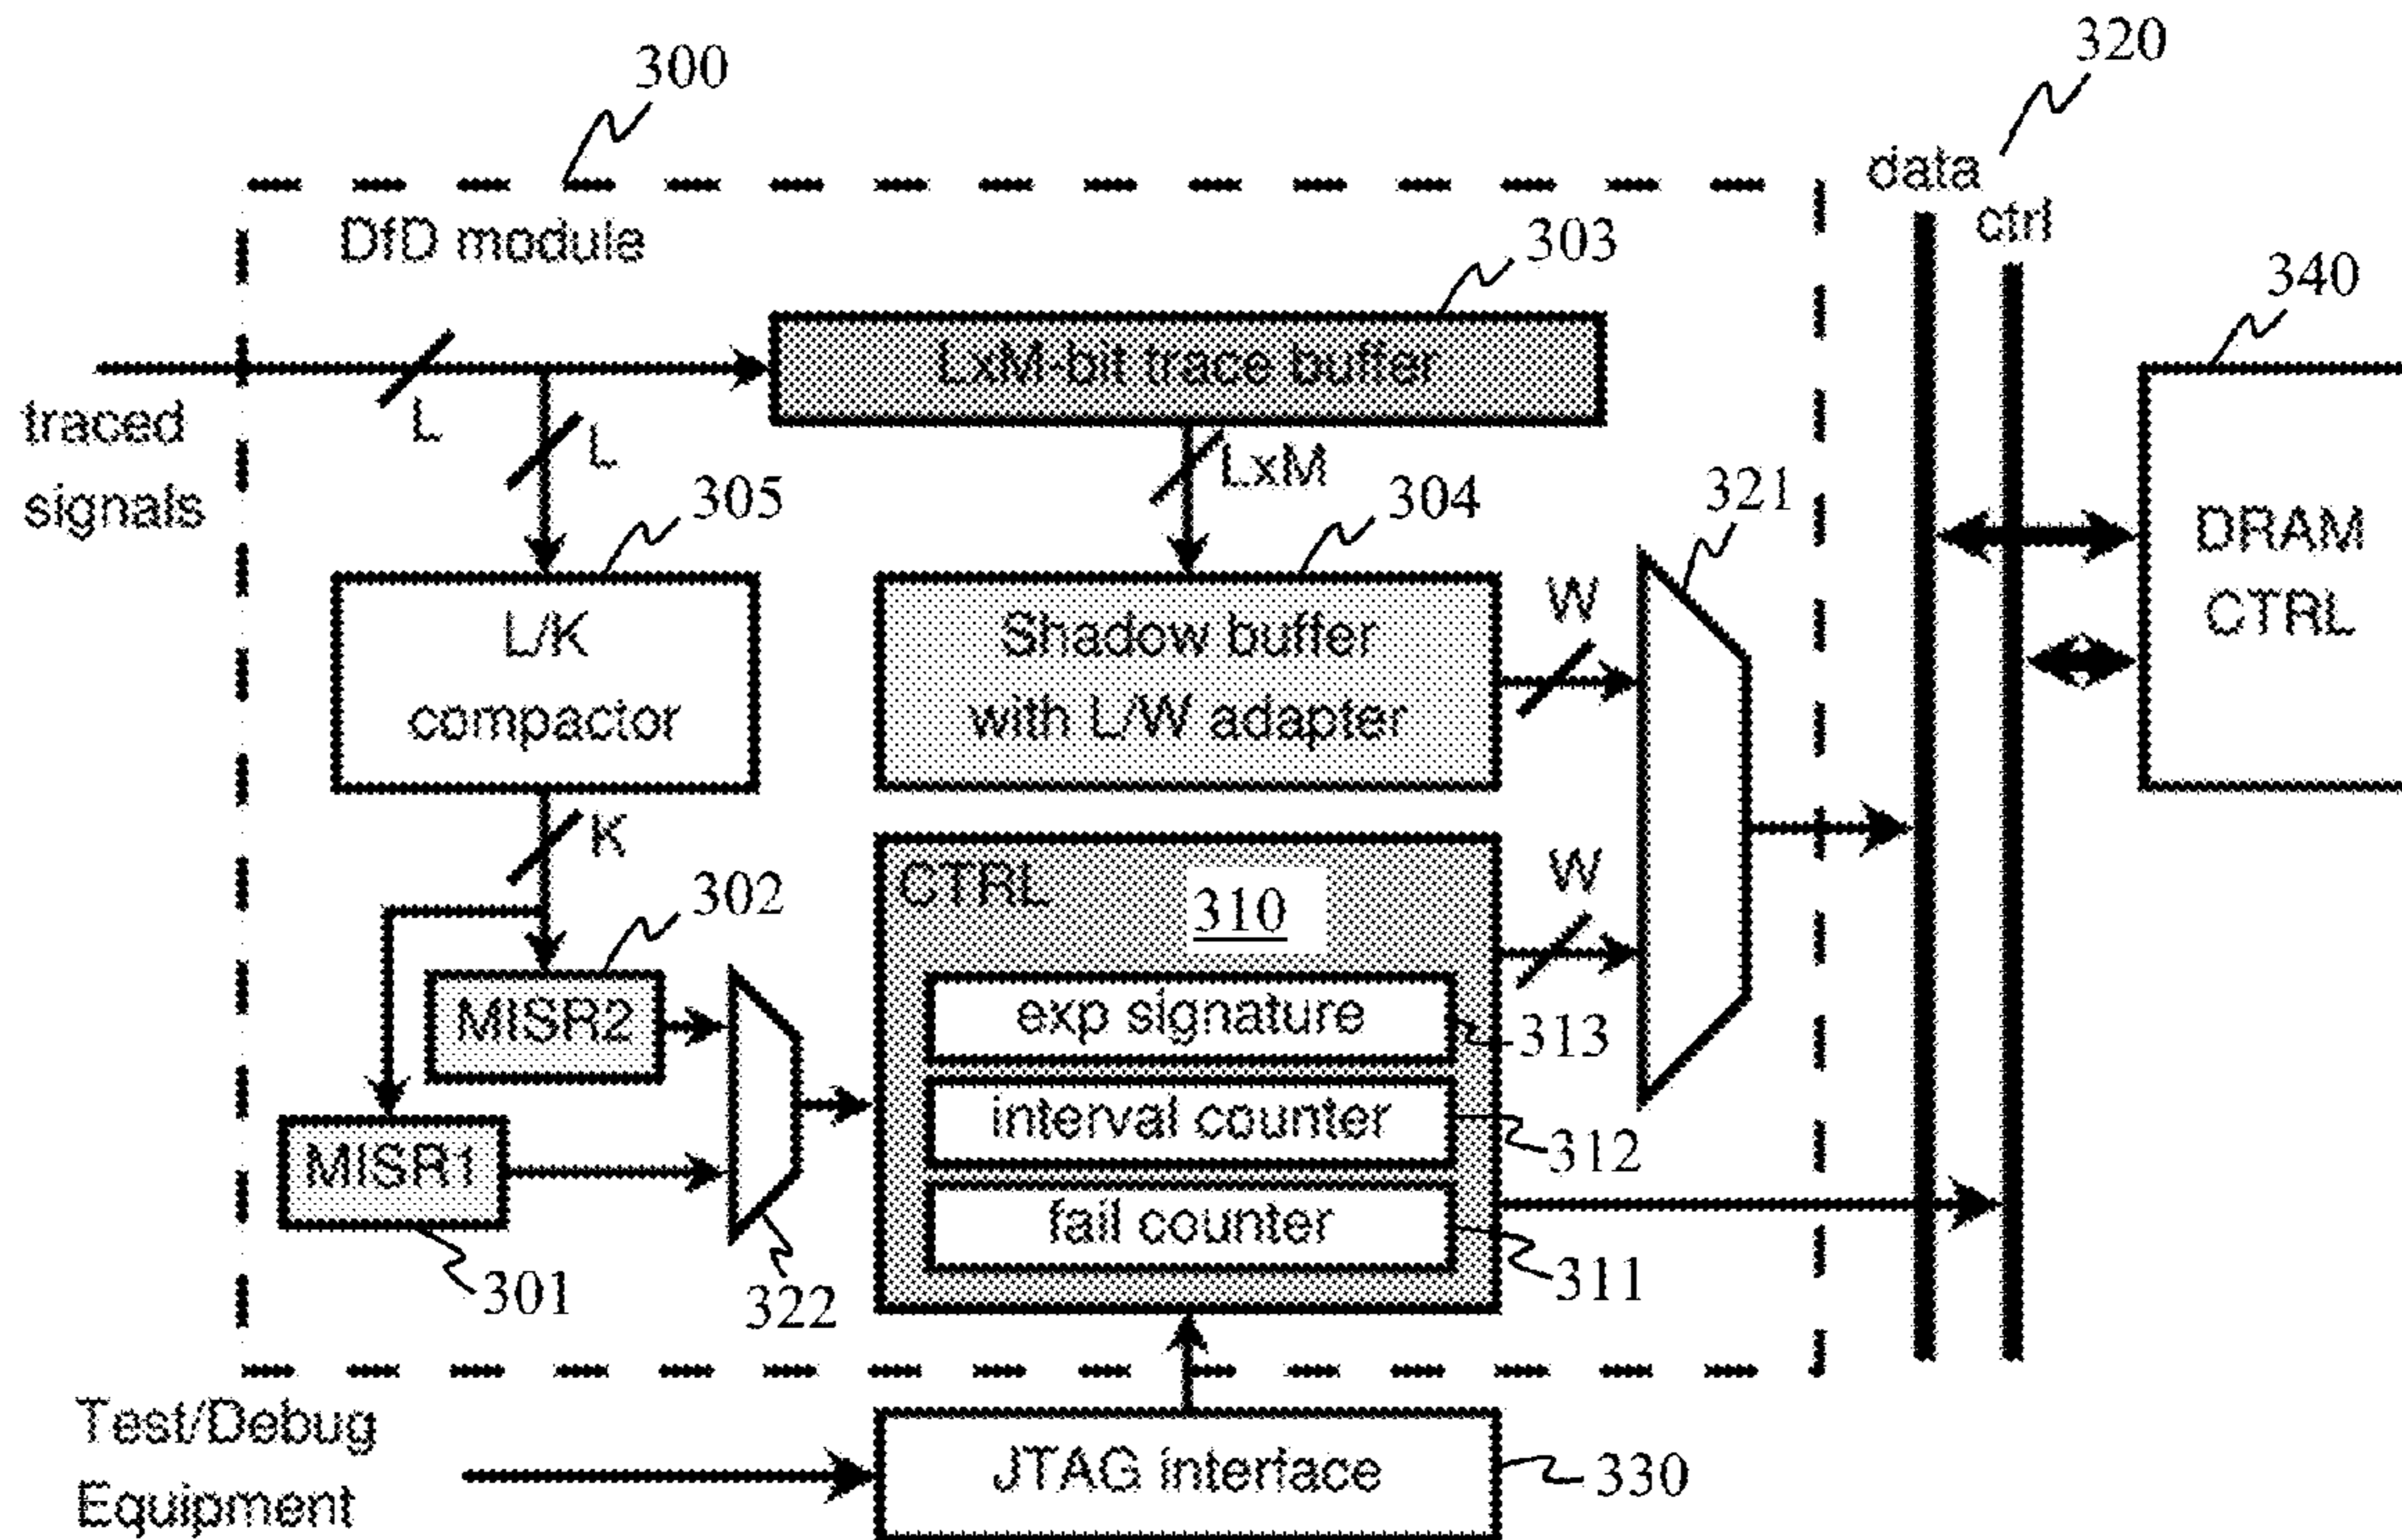 320
300
data
ctrl
DfD module
303
340
LxM-bit trace buffer
traced
signals
L
L
LxM
305
304
321
DRAM
CTRL
L/K
compactor
Shadow buffer
with L/W adapter
W
K
302
CTRL
310
W
MISR2
exp signature
313
MISR1
interval counter
312
fail counter
311
301
322
Test/Debug
Equipment
JTAG interface
330